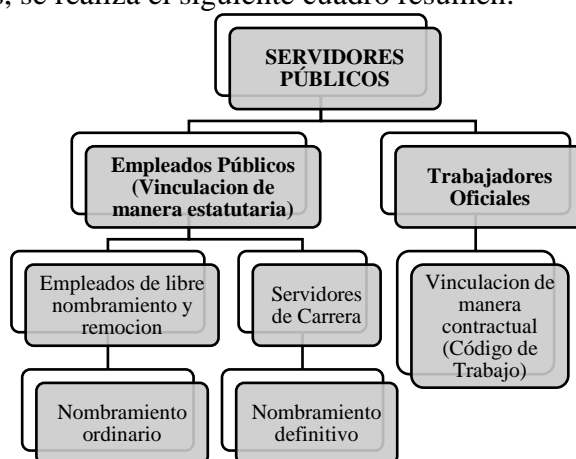 s, se realiza el siguiente cuadro resumen:
SERVIDORES
PÚBLICOS
Empleados Públicos
(Vinculacion de
manera estatutaria)
Trabajadores
Oficiales
Empleados de libre
nombramiento y
remocion
Servidores
de Carrera
Vinculacion de
manera
contractual
(Código de
Trabajo)
Nombramiento
ordinario
Nombramiento
definitivo